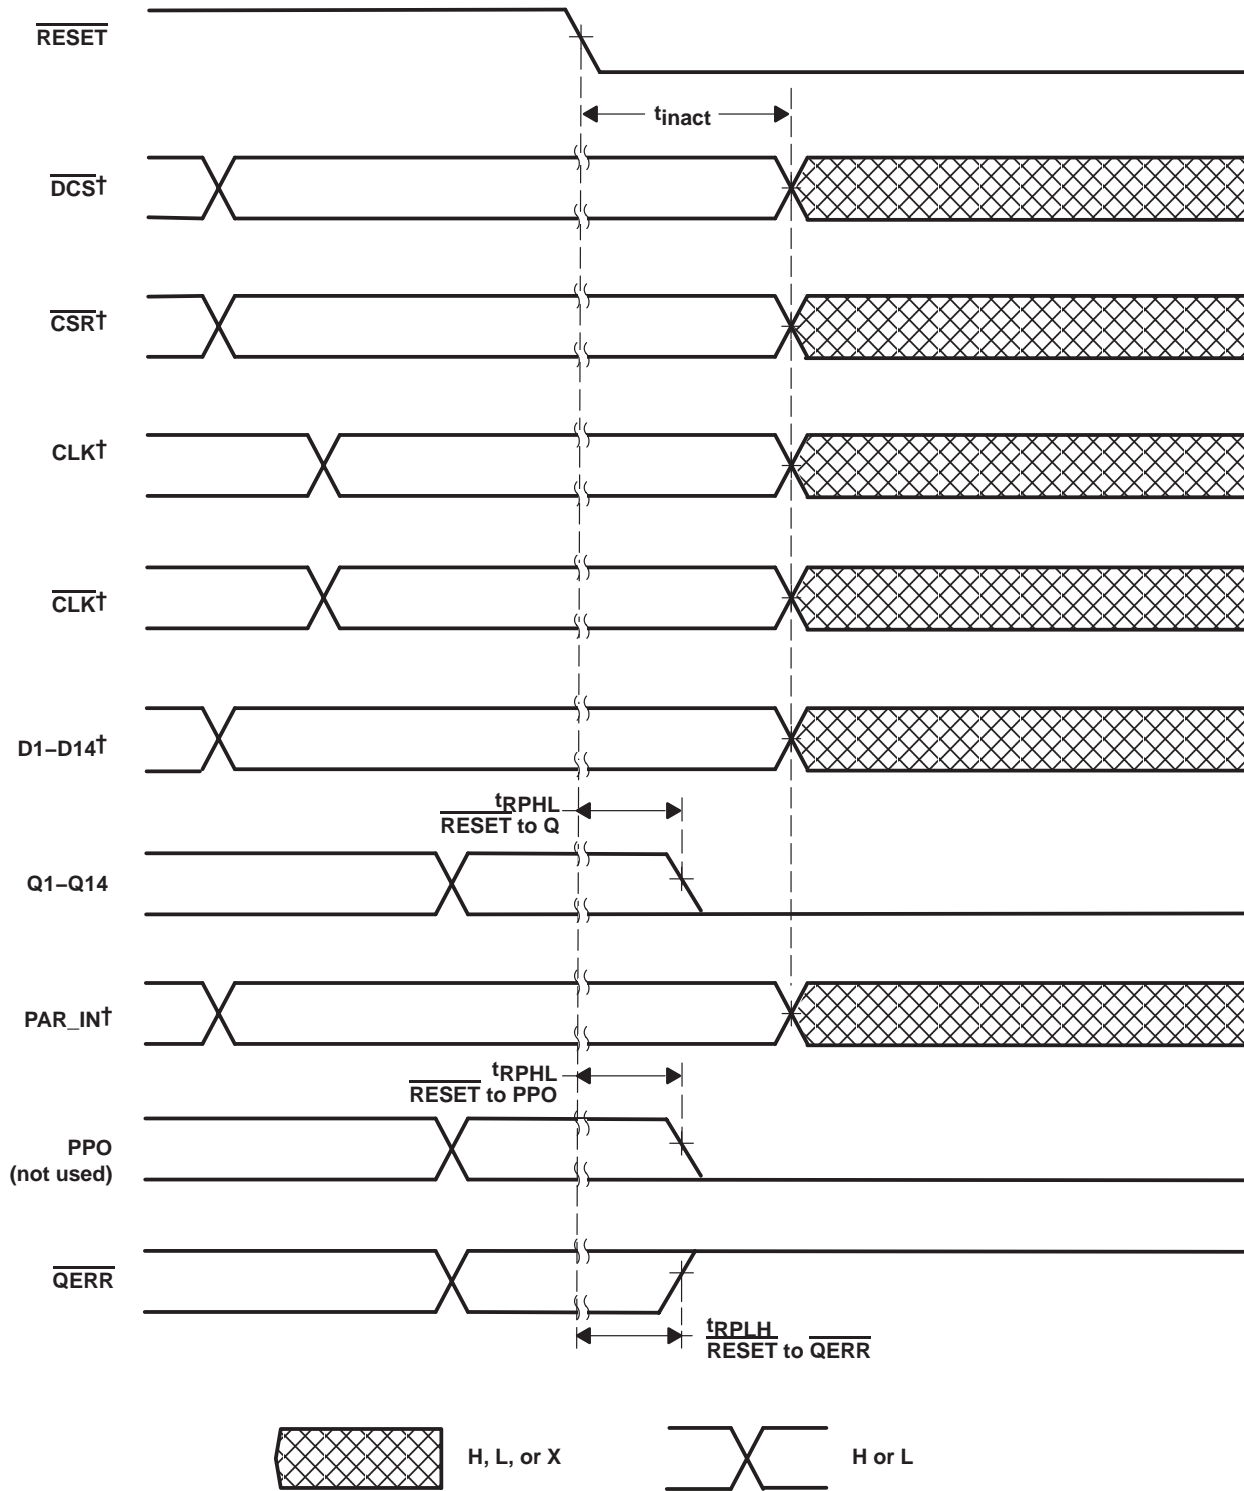 RESET
tinact
DCS†
CSR†
CLK†
CLK†
D1–D14†
tRPHL
RESET to Q
Q1–Q14
PAR_IN†
tRPHL
RESET to PPO
PPO
(not used)
QERR
tRPLH
RESET to QERR
H, L, or X
H or L